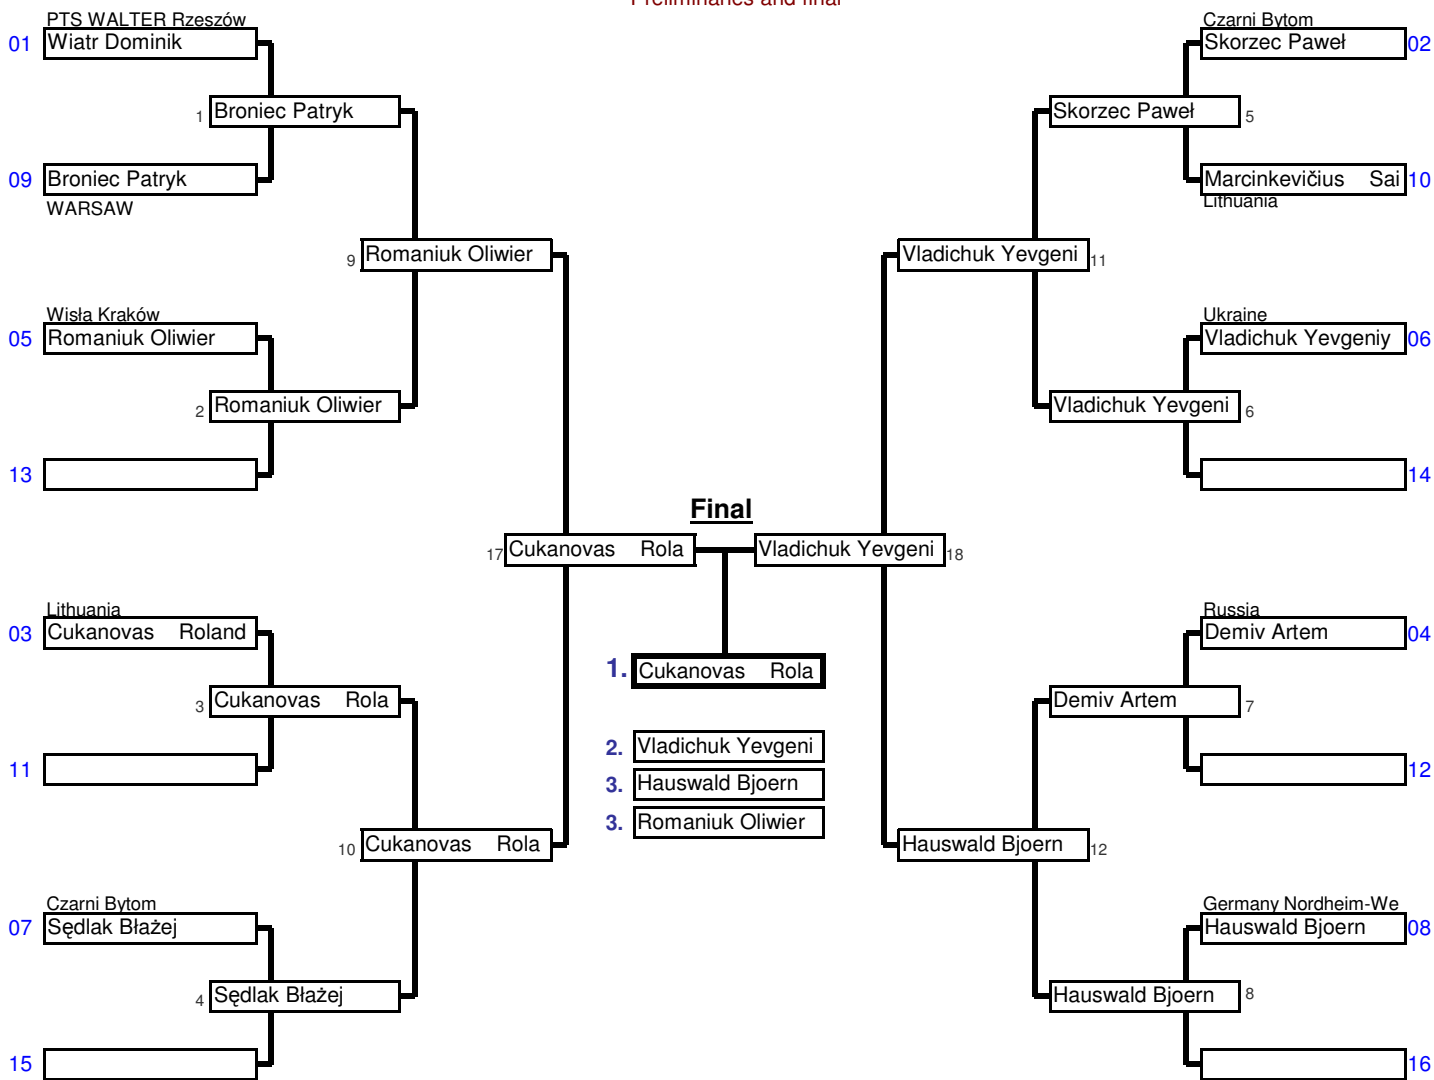 Preliminaries and final
PTS WALTER Rzeszów
01 Wiatr Dominik
1 Broniec Patryk
09 Broniec Patryk
WARSAW
9 Romaniuk Oliwier
Wisła Kraków
05 Romaniuk Oliwier
2 Romaniuk Oliwier
13
17 Cukanovas Rola
Lithuania
03 Cukanovas Roland
3 Cukanovas Rola
11
10 Cukanovas Rola
Czarni Bytom
07 Sędlak Błażej
4 Sędlak Błażej
15
Final
1. Cukanovas Rola
2. Vladichuk Yevgeni
3. Hauswald Bjoern
3. Romaniuk Oliwier
Czarni Bytom
Skorzec Paweł 02
Skorzec Paweł 5
Marcinkevičius Sai 10
Lithuania
Vladichuk Yevgeni 11
Ukraine
Vladichuk Yevgeniy 06
Vladichuk Yevgeni 6
14
Vladichuk Yevgeni 18
Russia
Demiv Artem 04
Demiv Artem 7
12
Hauswald Bjoern 12
Germany Nordheim-We
Hauswald Bjoern 08
Hauswald Bjoern 8
16